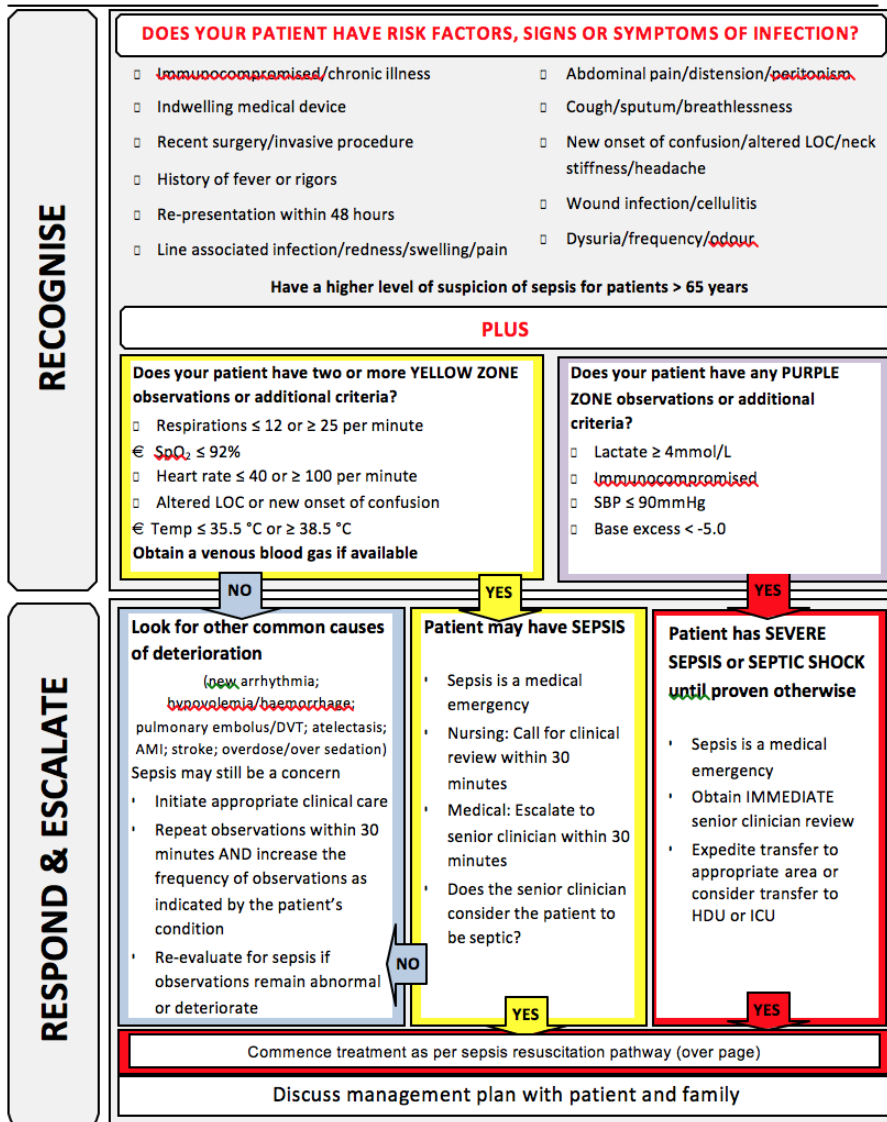 DOES YOUR PATIENT HAVE RISK FACTORS, SIGNS OR SYMPTOMS OF INFECTION?
RECOGNISE
Immunocompromised/chronic illness
Indwelling medical device
Recent surgery/invasive procedure
History of fever or rigors
Re-presentation within 48 hours
Line associated infection/redness/swelling/pain
Abdominal pain/distension/peritonism
Cough/sputum/breathlessness
New onset of confusion/altered LOC/neck
stiffness/headache
Wound infection/cellulitis
Dysuria/frequency/odour
Have a higher level of suspicion of sepsis for patients > 65 years
PLUS
Does your patient have two or more YELLOW ZONE
observations or additional criteria?
Respirations ≤ 12 or ≥ 25 per minute
€ SpO₂ ≤ 92%
Heart rate ≤ 40 or ≥ 100 per minute
Altered LOC or new onset of confusion
€ Temp ≤ 35.5 °C or ≥ 38.5 °C
Obtain a venous blood gas if available
Does your patient have any PURPLE
ZONE observations or additional
criteria?
Lactate ≥ 4mmol/L
Immunocompromised
SBP ≤ 90mmHg
Base excess < -5.0
NO
YES
YES
RESPOND & ESCALATE
Look for other common causes
of deterioration
(new arrhythmia;
hypovolemia/haemorrhage;
pulmonary embolus/DVT; atelectasis;
AMI; stroke; overdose/over sedation)
Sepsis may still be a concern
Initiate appropriate clinical care
Repeat observations within 30
minutes AND increase the
frequency of observations as
indicated by the patient's
condition
Re-evaluate for sepsis if
observations remain abnormal
or deteriorate
Patient may have SEPSIS
Sepsis is a medical
emergency
Nursing: Call for clinical
review within 30
minutes
Medical: Escalate to
senior clinician within 30
minutes
Does the senior clinician
consider the patient to
be septic?
NO
YES
Patient has SEVERE
SEPSIS or SEPTIC SHOCK
until proven otherwise
Sepsis is a medical
emergency
Obtain IMMEDIATE
senior clinician review
Expedite transfer to
appropriate area or
consider transfer to
HDU or ICU
YES
Commence treatment as per sepsis resuscitation pathway (over page)
Discuss management plan with patient and family